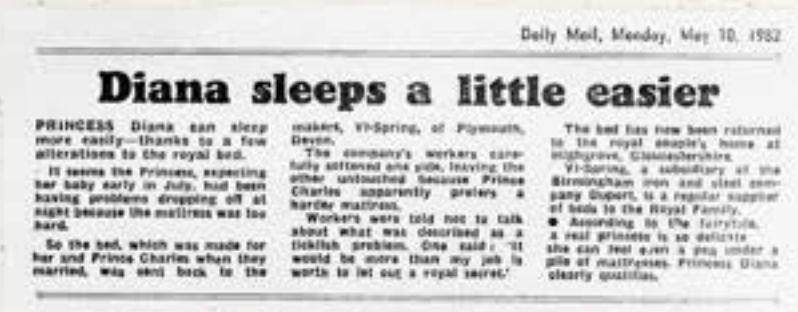 Daily Mail, Monday, May 10, 1982
Diana sleeps a little easier
PRINCESS Diana can sleep
more easily—thanks to a few
alterations to the royal bed.
It seems the Princess, expecting
her baby early in July, had been
having problems dropping off at
night because the mattress was too
hard.
So the bed, which was made for
her and Prince Charles when they
married, was sent back to the
makers, Vi-Spring, of Plymouth,
Devon.
The company's workers care-
fully softened one side, leaving the
other untouched because Prince
Charles apparently prefers a
harder mattress.
Workers were told not to talk
about what was described as a
ticklish problem. One said: 'It
would be more than my job is
worth to let out a royal secret.'
The bed has now been returned
to the royal couple's home at
Highgrove, Gloucestershire.
Vi-Spring, a subsidiary of the
Birmingham iron and steel com-
pany Duport, is a regular supplier
of beds to the Royal Family.
● According to the fairytale,
a real princess is so delicate
she can feel even a pea under a
pile of mattresses. Princess Diana
clearly qualifies.